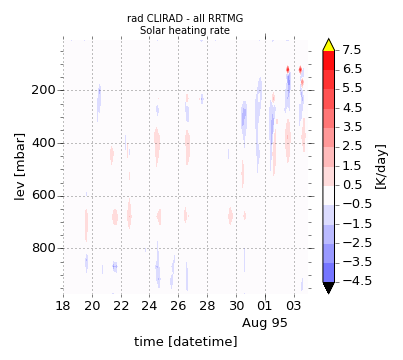 rad CLIRAD - all RRTMG
Solar heating rate
lev [mbar]
200
400
600
800
18 20 22 24 26 28 30 01 03
Aug 95
time [datetime]
7.5
6.5
5.5
4.5
3.5
2.5
1.5
0.5
−0.5
−1.5
−2.5
−3.5
−4.5
[K/day]